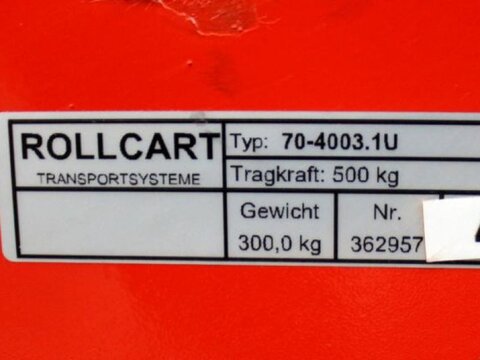 ROLLCART
TRANSPORTSYSTEME
Typ: 70-4003.1U
Tragkraft: 500 kg
Gewicht Nr.
300,0 kg 362957